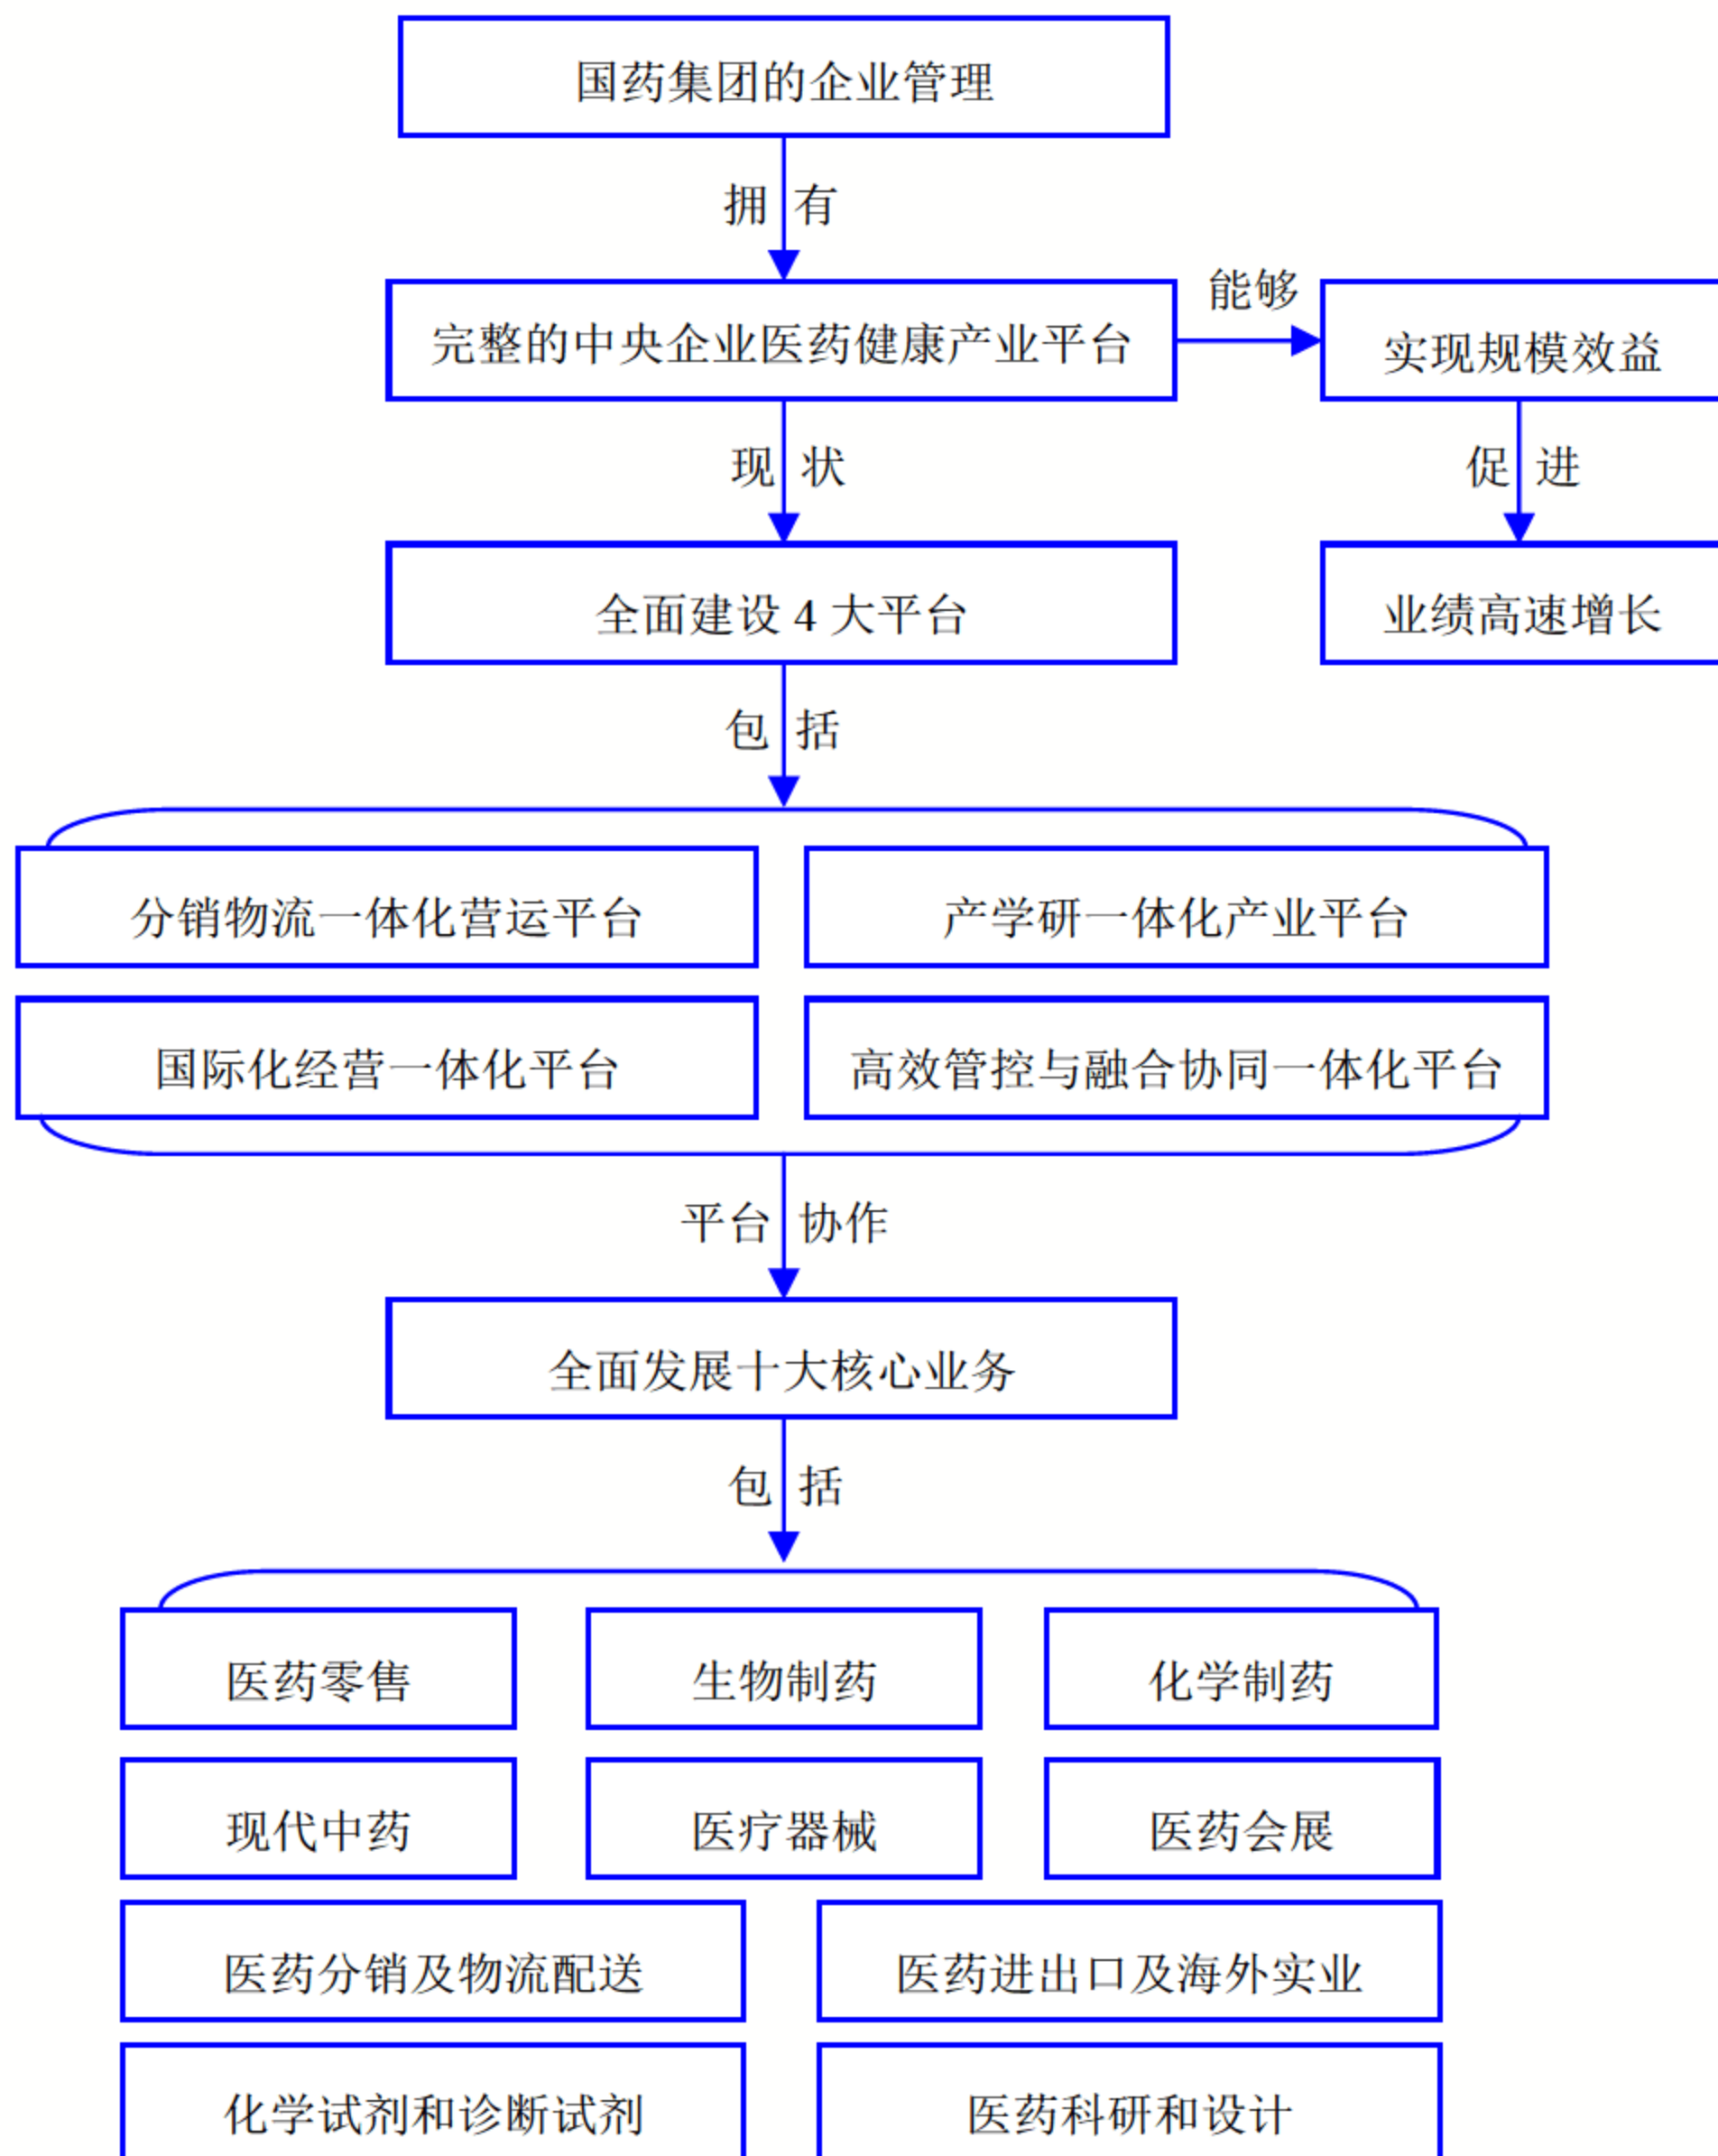 国药集团的企业管理
拥有
能够
完整的中央企业医药健康产业平台
实现规模效益
现状
促进
全面建设 4 大平台
业绩高速增长
包括
分销物流一体化营运平台
产学研一体化产业平台
国际化经营一体化平台
高效管控与融合协同一体化平台
平台协作
全面发展十大核心业务
包括
医药零售
生物制药
化学制药
现代中药
医疗器械
医药会展
医药分销及物流配送
医药进出口及海外实业
化学试剂和诊断试剂
医药科研和设计